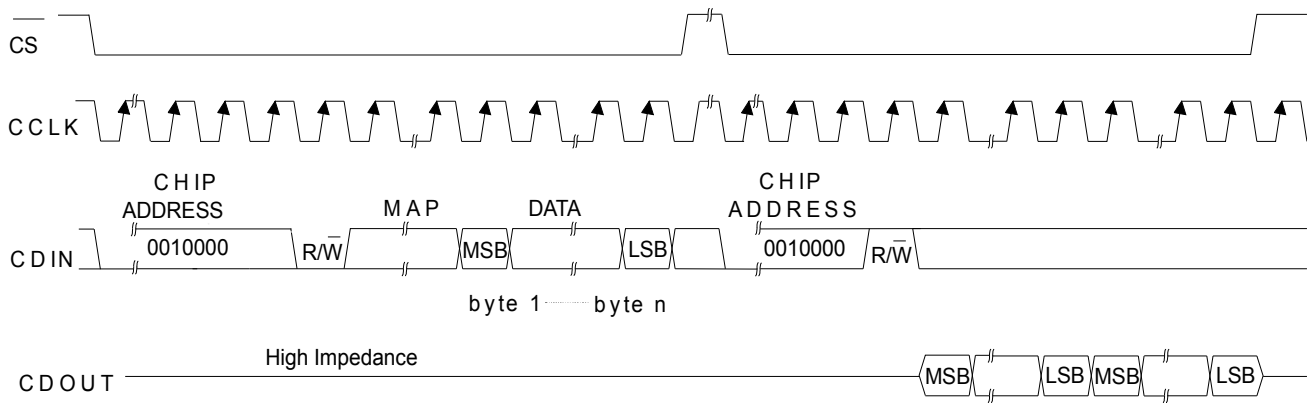 CS
CCLK
CHIP
ADDRESS
MAP
DATA
CHIP
ADDRESS
CDIN
0010000
R/W
MSB
LSB
0010000
R/W
byte 1
byte n
High Impedance
CDOUT
MSB
LSB
MSB
LSB